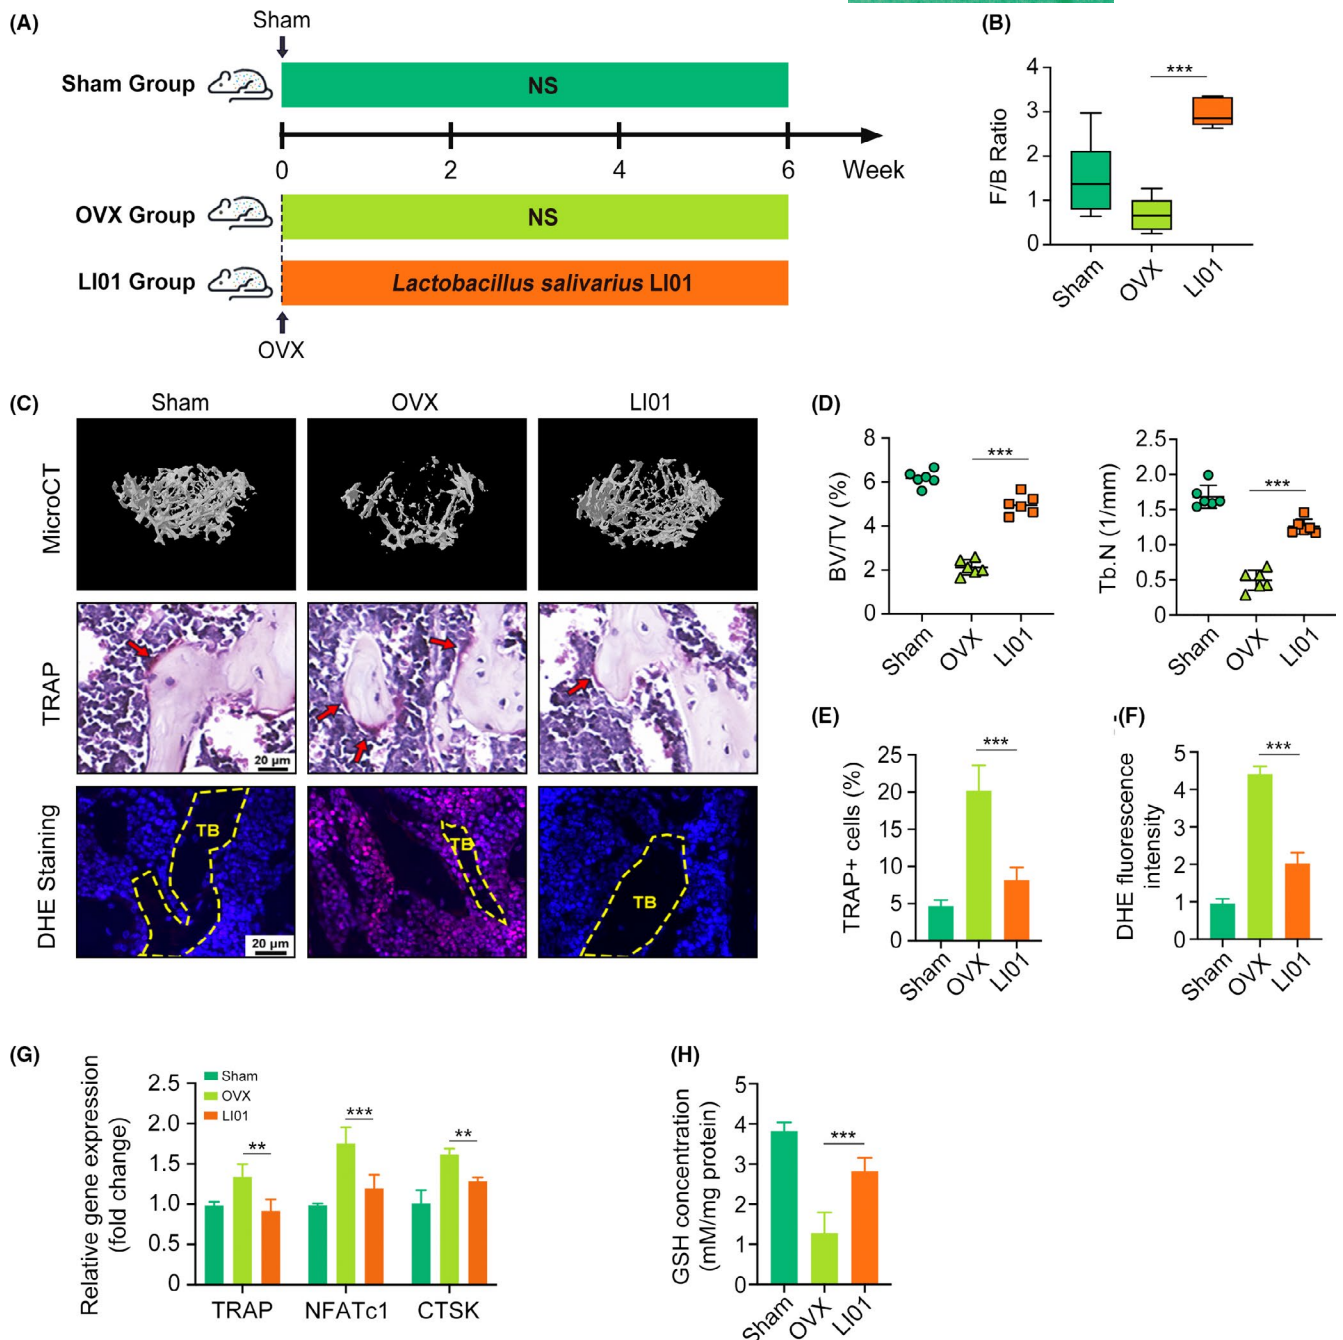 (A)
Sham
Sham Group
NS
0 2 4 6 Week
OVX Group
NS
LI01 Group
Lactobacillus salivarius LI01
OVX
(B)
F/B Ratio
4
3
2
1
0
***
Sham OVX LI01
(C)
Sham OVX LI01
MicroCT
TRAP
20 µm
DHE Staining
TB
TB
TB
20 µm
(D)
BV/TV (%)
8
6
4
2
0
***
Sham OVX LI01
Tb.N (1/mm)
2.5
2.0
1.5
1.0
0.5
0
***
Sham OVX LI01
(E)
TRAP+ cells (%)
25
20
15
10
5
0
***
Sham OVX LI01
(F)
DHE fluorescence
intensity
5
4
3
2
1
0
***
Sham OVX LI01
(G)
Relative gene expression
(fold change)
2.5
2.0
1.5
1.0
0.5
0
Sham
OVX
LI01
** *** **
TRAP NFATc1 CTSK
(H)
GSH concentration
(mM/mg protein)
5
4
3
2
1
0
***
Sham OVX LI01